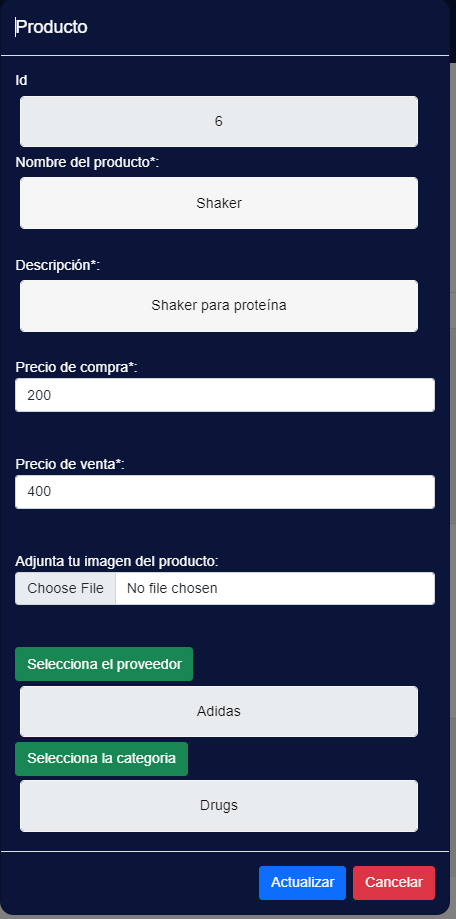 Producto
Id
6
Nombre del producto*:
Shaker
Descripción*:
Shaker para proteína
Precio de compra*:
200
Precio de venta*:
400
Adjunta tu imagen del producto:
Choose File No file chosen
Selecciona el proveedor
Adidas
Selecciona la categoria
Drugs
Actualizar Cancelar